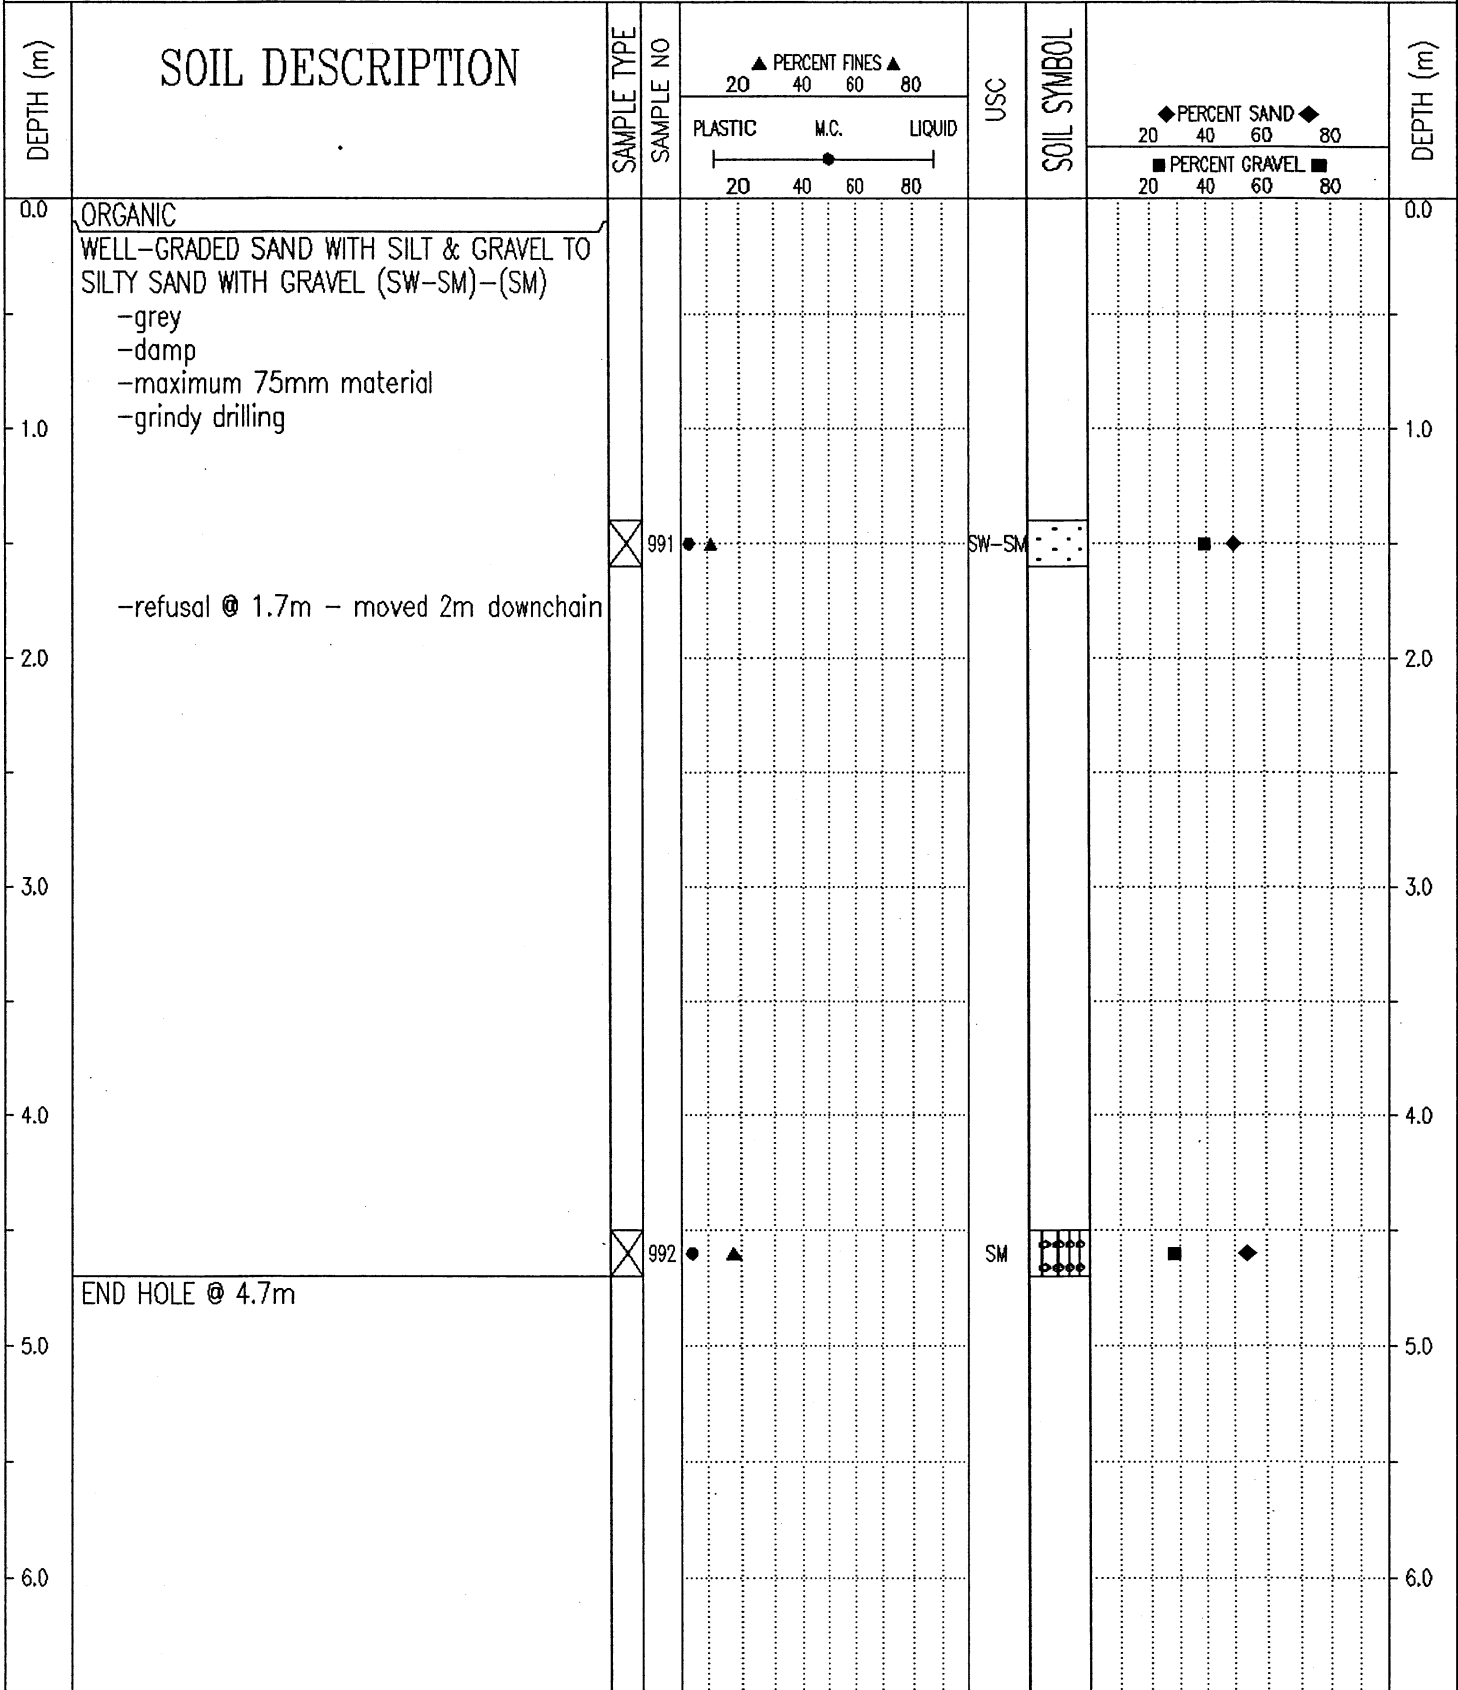 DEPTH (m)
SOIL DESCRIPTION
SAMPLE TYPE
SAMPLE NO
▲ PERCENT FINES ▲
20 40 60 80
PLASTIC M.C. LIQUID
20 40 60 80
USC
SOIL SYMBOL
◆ PERCENT SAND ◆
20 40 60 80
■ PERCENT GRAVEL ■
20 40 60 80
DEPTH (m)
0.0 ORGANIC 0.0
WELL-GRADED SAND WITH SILT & GRAVEL TO
SILTY SAND WITH GRAVEL (SW-SM)-(SM)
-grey
-damp
-maximum 75mm material
-grindy drilling
1.0 1.0
991 SW-SM
-refusal @ 1.7m - moved 2m downchain
2.0 2.0
3.0 3.0
4.0 4.0
992 SM
END HOLE @ 4.7m
5.0 5.0
6.0 6.0